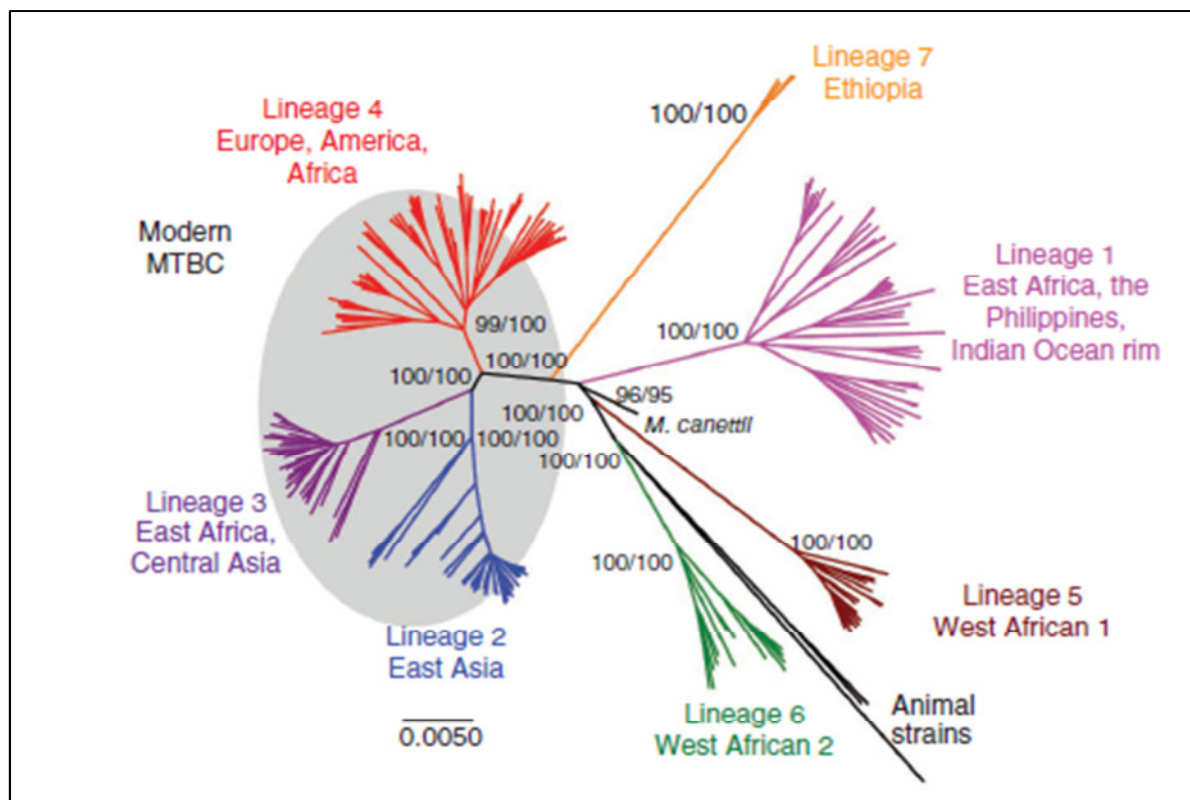 Lineage 7
Ethiopia
100/100
Lineage 4
Europe, America,
Africa
Modern
MTBC
Lineage 1
East Africa, the
Philippines,
Indian Ocean rim
100/100
99/100
100/100
100/100
96/95
M. canettii
100/100
100/100
100/100
100/100
Lineage 3
East Africa,
Central Asia
100/100
100/100
Lineage 5
West African 1
Lineage 2
East Asia
Lineage 6
West African 2
Animal
strains
0.0050